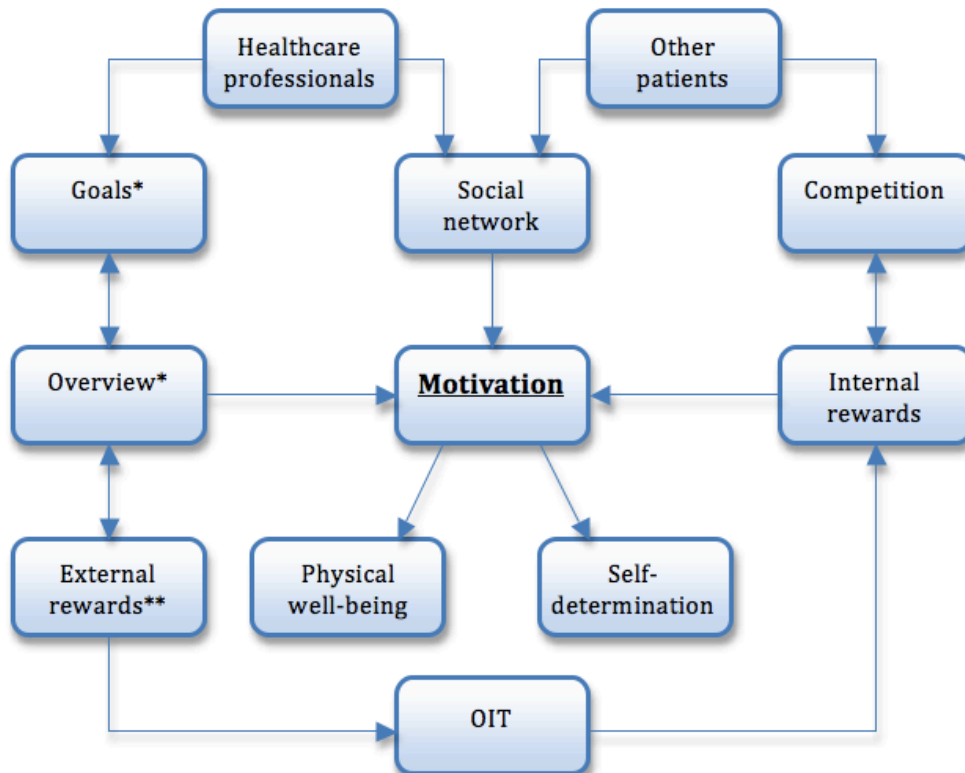 Healthcare
professionals
Other
patients
Goals*
Social
network
Competition
Overview*
Motivation
Internal
rewards
External
rewards**
Physical
well-being
Self-
determination
OIT